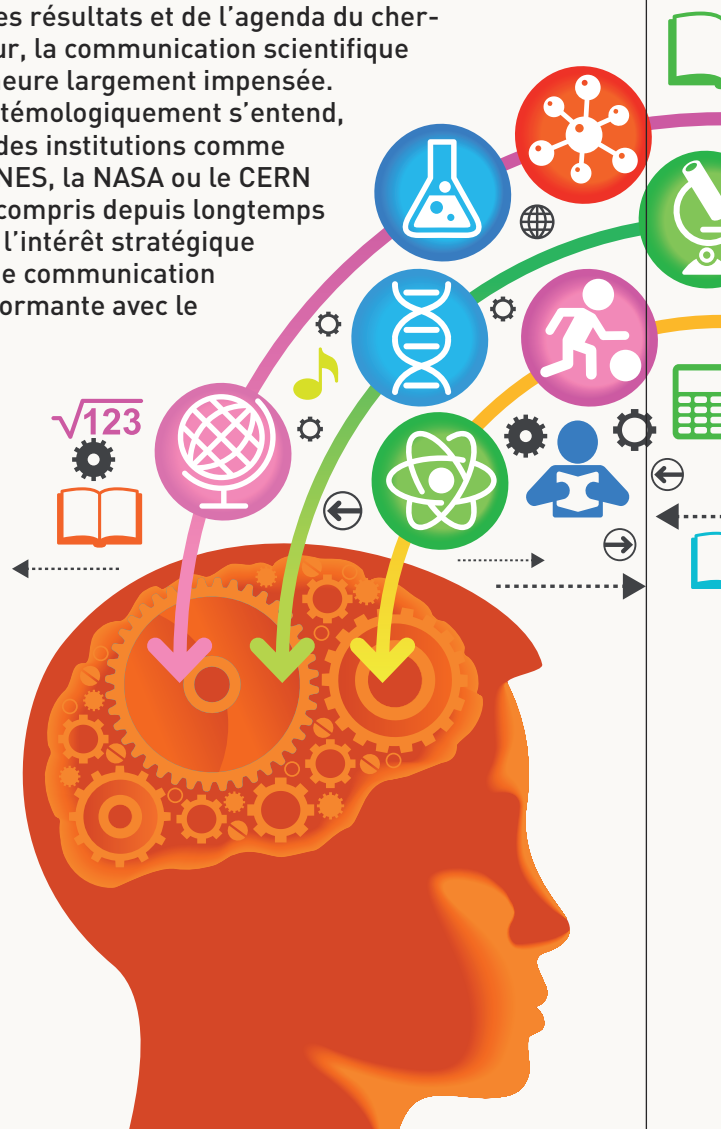 es résultats et de l’agenda du cher-
ur, la communication scientifique
eure largement impensée.
témologiquement s’entend,
des institutions comme
NES, la NASA ou le CERN
compris depuis longtemps
l’intérêt stratégique
e communication
ormante avec le
√123